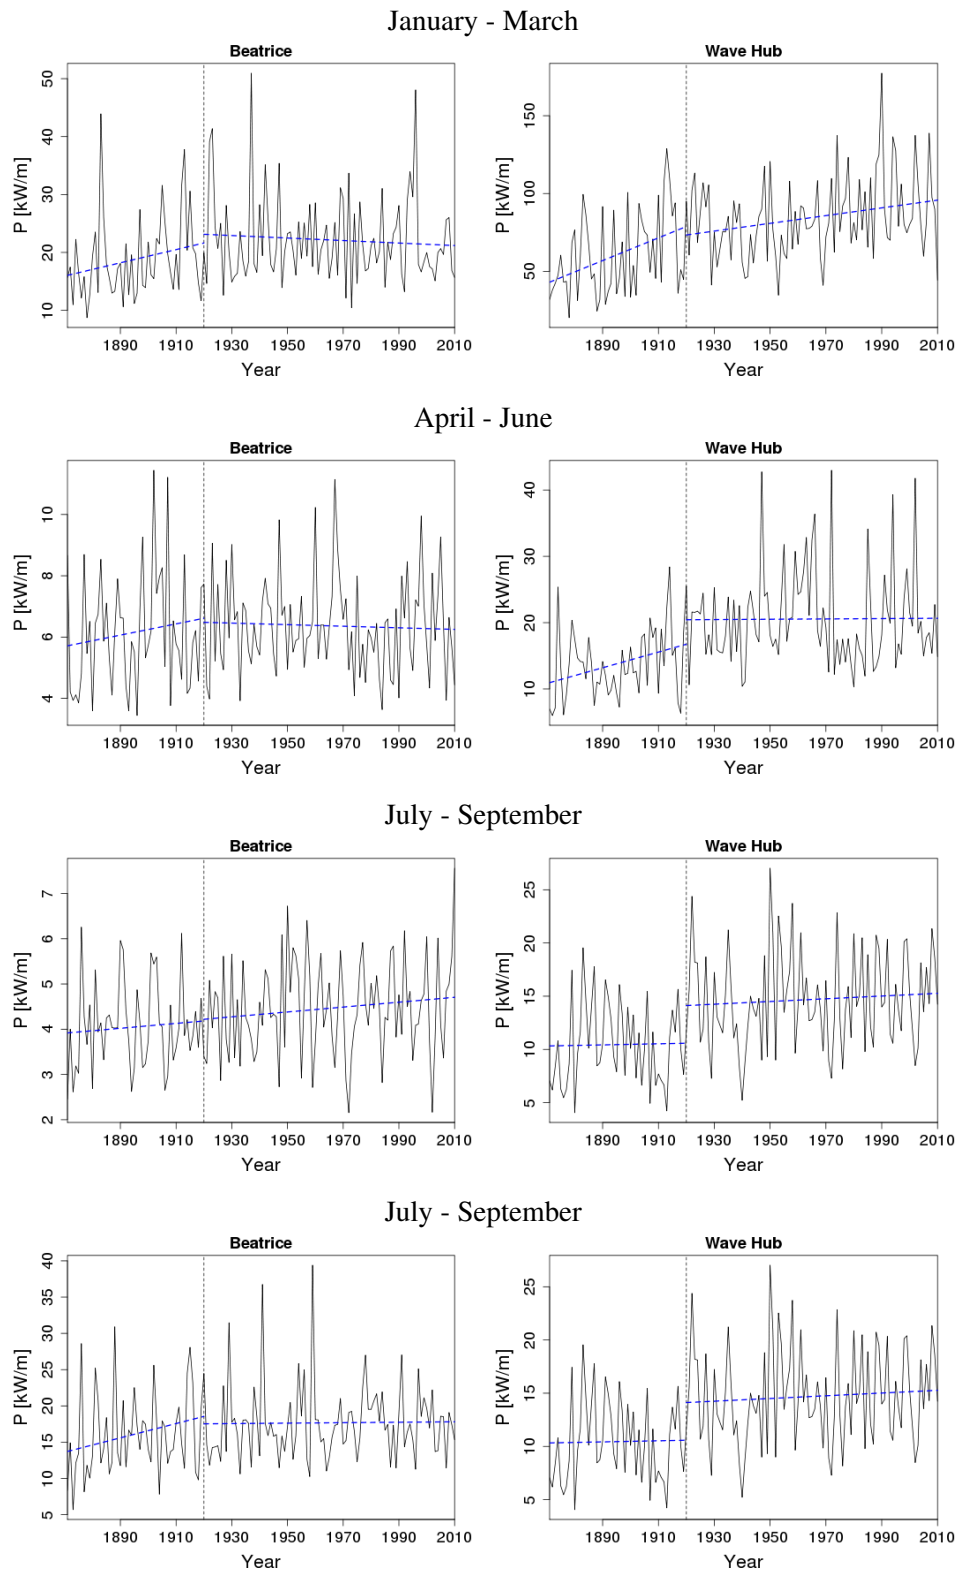 January - March
Beatrice
Wave Hub
P [kW/m]
50
40
30
20
10
1890 1910 1930 1950 1970 1990 2010
Year
P [kW/m]
150
100
50
1890 1910 1930 1950 1970 1990 2010
Year
April - June
Beatrice
Wave Hub
P [kW/m]
10
8
6
4
1890 1910 1930 1950 1970 1990 2010
Year
P [kW/m]
40
30
20
10
1890 1910 1930 1950 1970 1990 2010
Year
July - September
Beatrice
Wave Hub
P [kW/m]
7
6
5
4
3
2
1890 1910 1930 1950 1970 1990 2010
Year
P [kW/m]
25
20
15
10
5
1890 1910 1930 1950 1970 1990 2010
Year
July - September
Beatrice
Wave Hub
P [kW/m]
40
35
30
25
20
15
10
5
1890 1910 1930 1950 1970 1990 2010
Year
P [kW/m]
25
20
15
10
5
1890 1910 1930 1950 1970 1990 2010
Year